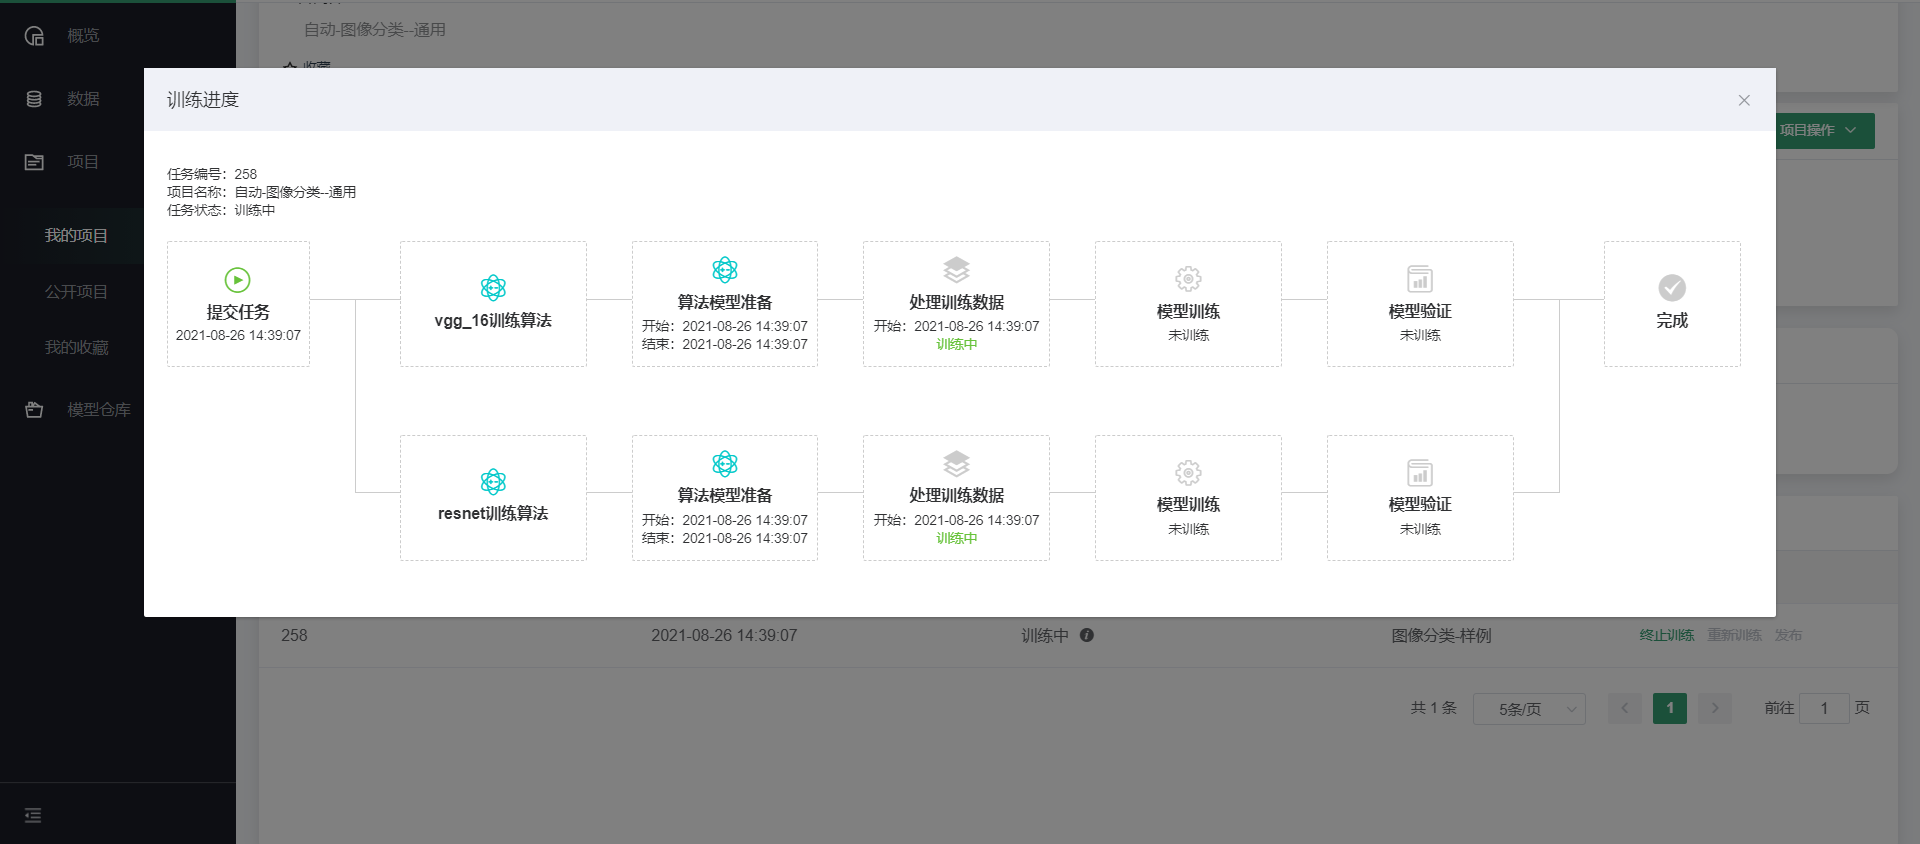 概览
数据
项目
我的项目
公开项目
我的收藏
模型仓库
自动-图像分类--通用
收藏
项目操作
训练进度
任务编号：258
项目名称：自动-图像分类--通用
任务状态：训练中
提交任务
2021-08-26 14:39:07
vgg_16训练算法
算法模型准备
开始：2021-08-26 14:39:07
结束：2021-08-26 14:39:07
处理训练数据
开始：2021-08-26 14:39:07
训练中
模型训练
未训练
模型验证
未训练
完成
resnet训练算法
算法模型准备
开始：2021-08-26 14:39:07
结束：2021-08-26 14:39:07
处理训练数据
开始：2021-08-26 14:39:07
训练中
模型训练
未训练
模型验证
未训练
258 2021-08-26 14:39:07 训练中 图像分类-样例 终止训练 重新训练 发布
共 1 条 5条/页 1 前往 1 页